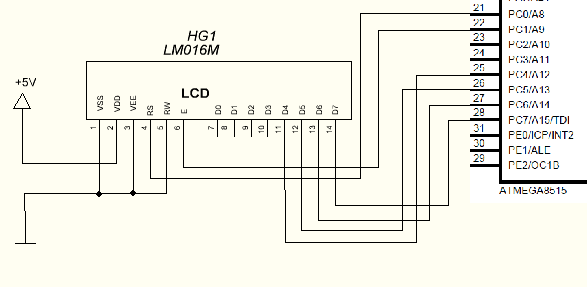 PC0/A8
21
PC1/A9
22
PC2/A10
23
PC3/A11
24
PC4/A12
25
PC5/A13
26
PC6/A14
27
PC7/A15/TDI
28
PE0/ICP/INT2
31
PE1/ALE
30
PE2/OC1B
29
ATMEGA8515
HG1
LM016M
LCD
+5V
VSS
VDD
VEE
RS
RW
E
D0
D1
D2
D3
D4
D5
D6
D7
1
2
3
4
5
6
7
8
9
10
11
12
13
14